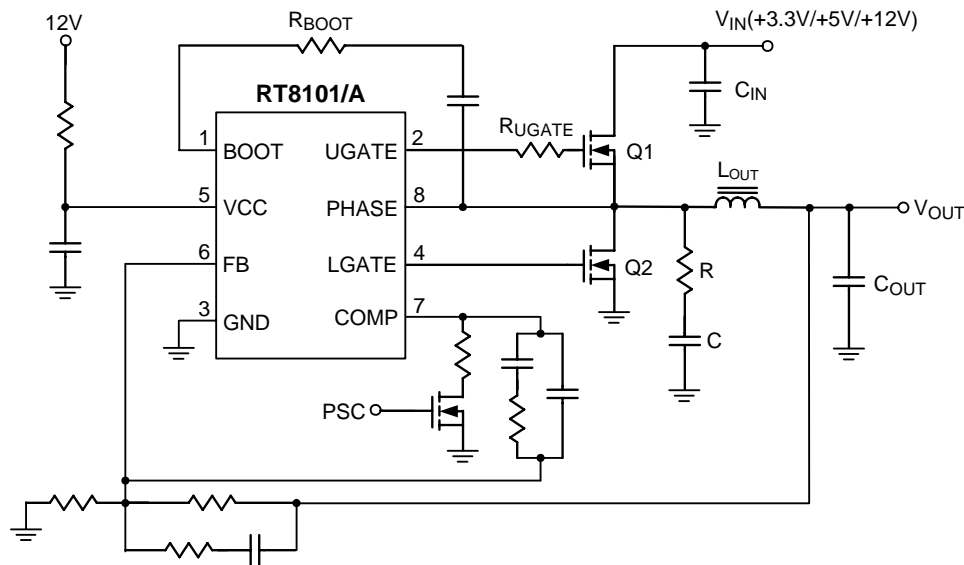 12V
RBOOT
VIN(+3.3V/+5V/+12V)
RT8101/A
CIN
1
BOOT
UGATE
2
RUGATE
Q1
5
VCC
PHASE
8
LOUT
VOUT
6
FB
LGATE
4
Q2
R
COUT
3
GND
COMP
7
C
PSC